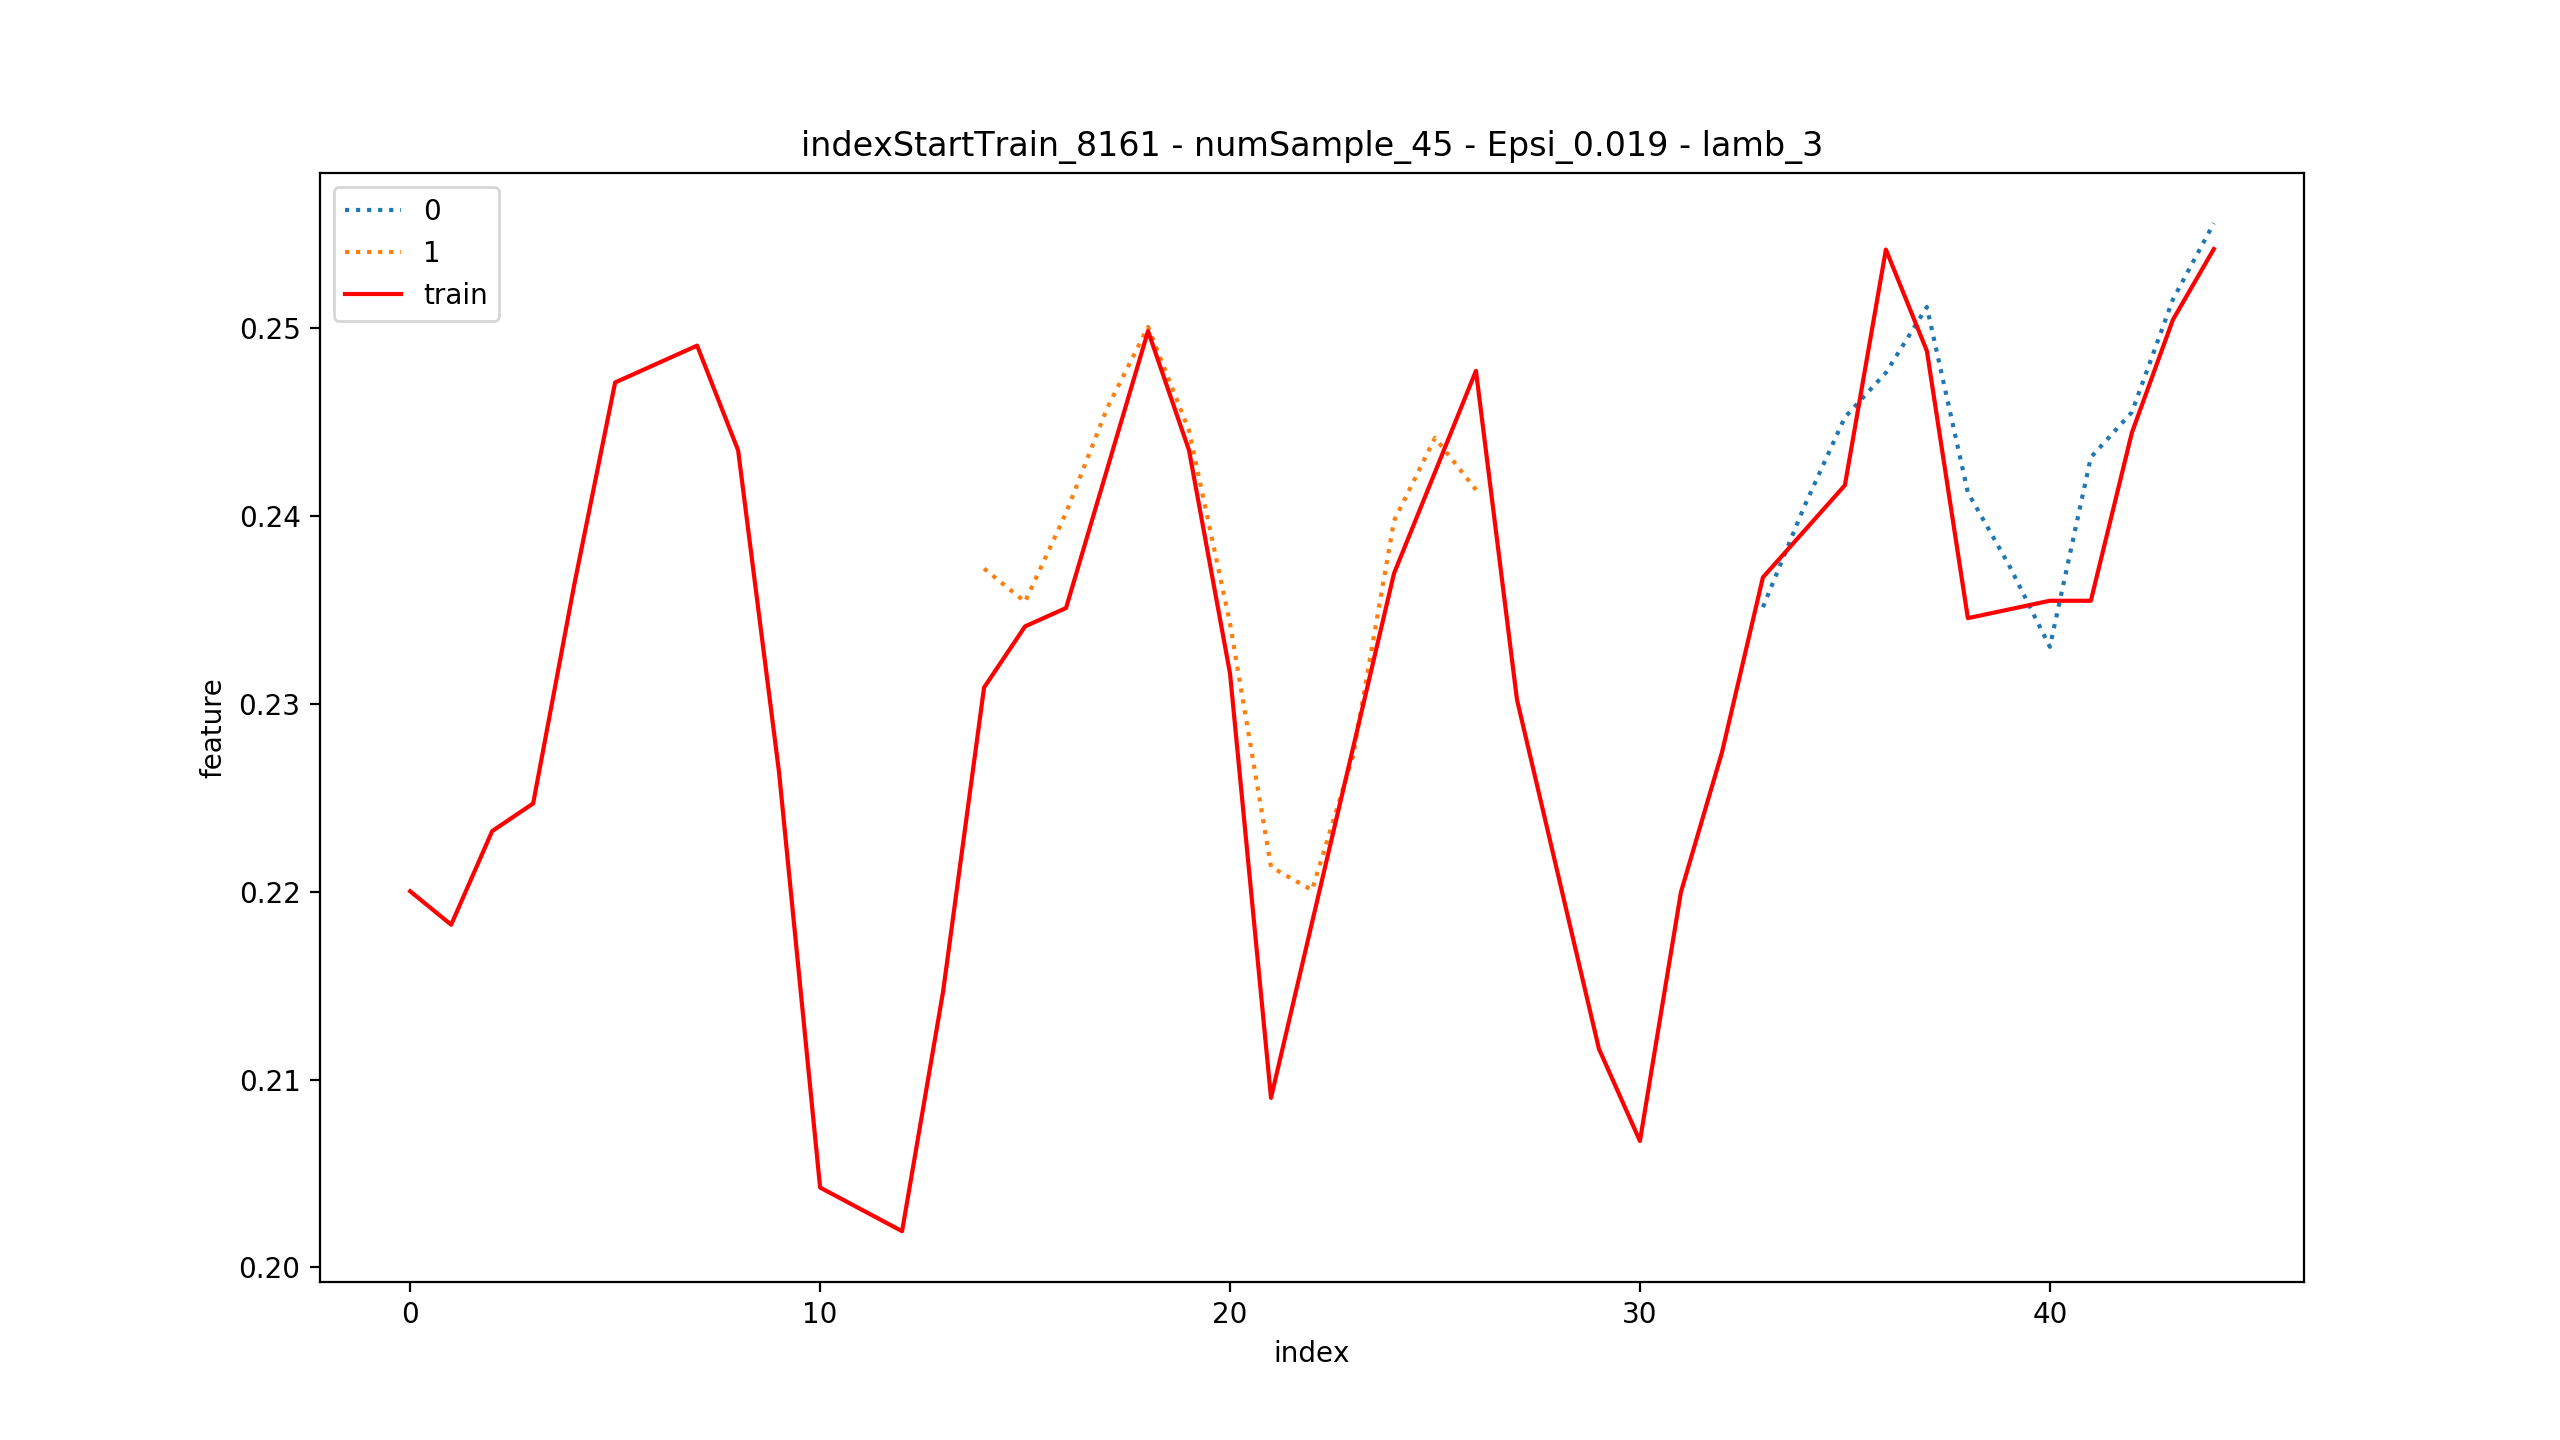 indexStartTrain_8161 - numSample_45 - Epsi_0.019 - lamb_3
0
1
train
0.25
0.24
0.23
0.22
0.21
0.20
feature
0 10 20 30 40
index